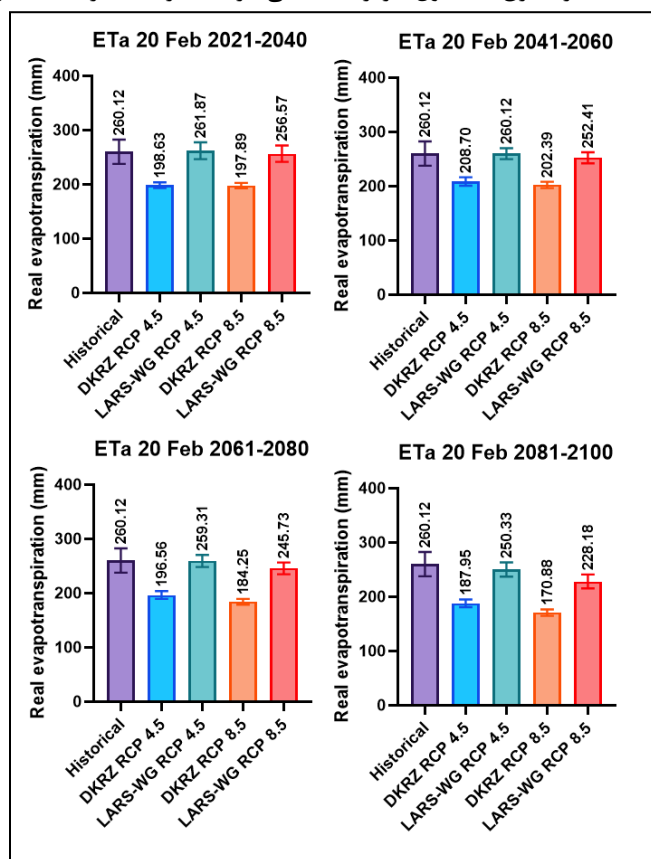 ETa 20 Feb 2021-2040
Real evapotranspiration (mm)
400
300
200
100
0
260.12
198.63
261.87
197.89
256.57
Historical
DKRZ RCP 4.5
LARS-WG RCP 4.5
DKRZ RCP 8.5
LARS-WG RCP 8.5
ETa 20 Feb 2041-2060
Real evapotranspiration (mm)
400
300
200
100
0
260.12
208.70
260.12
202.39
252.41
Historical
DKRZ RCP 4.5
LARS-WG RCP 4.5
DKRZ RCP 8.5
LARS-WG RCP 8.5
ETa 20 Feb 2061-2080
Real evapotranspiration (mm)
400
300
200
100
0
260.12
196.56
259.31
184.25
245.73
Historical
DKRZ RCP 4.5
LARS-WG RCP 4.5
DKRZ RCP 8.5
LARS-WG RCP 8.5
ETa 20 Feb 2081-2100
Real evapotranspiration (mm)
400
300
200
100
0
260.12
187.95
250.33
170.88
228.18
Historical
DKRZ RCP 4.5
LARS-WG RCP 4.5
DKRZ RCP 8.5
LARS-WG RCP 8.5